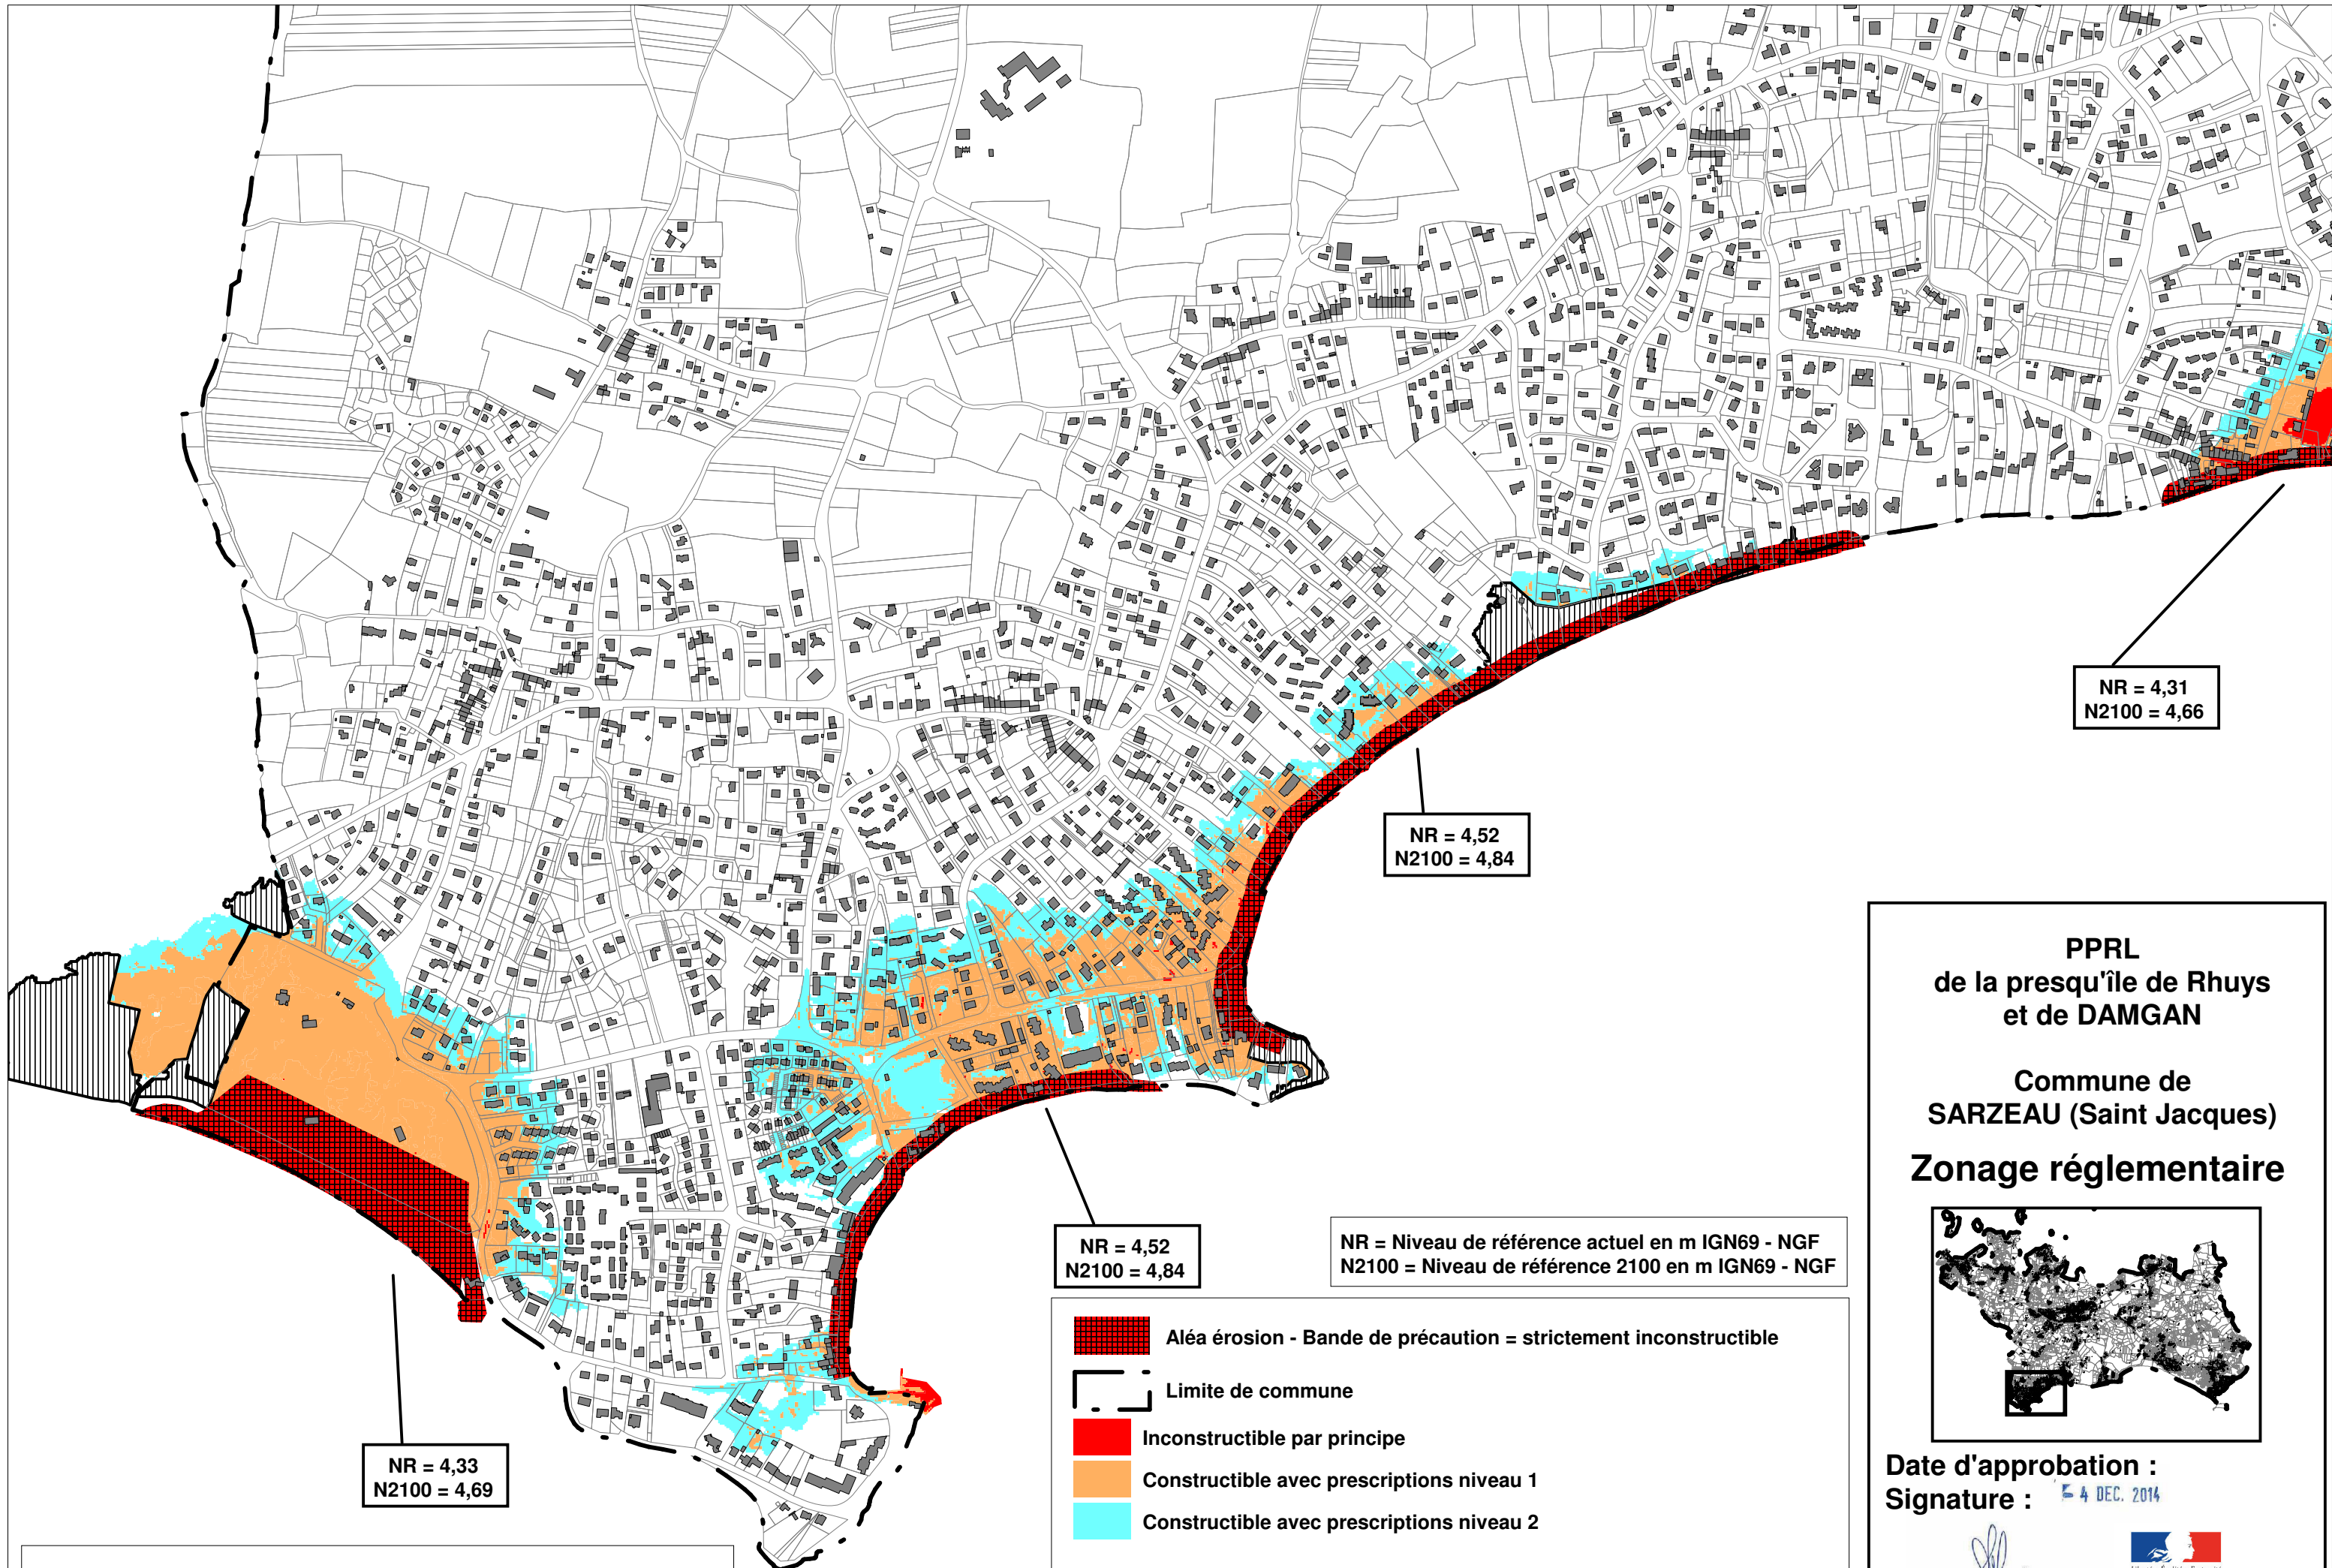 NR = 4,31
N2100 = 4,66
NR = 4,52
N2100 = 4,84
PPRL
de la presqu'île de Rhuys
et de DAMGAN
Commune de
SARZEAU (Saint Jacques)
Zonage réglementaire
NR = 4,52
N2100 = 4,84
NR = Niveau de référence actuel en m IGN69 - NGF
N2100 = Niveau de référence 2100 en m IGN69 - NGF
Aléa érosion - Bande de précaution = strictement inconstructible
Limite de commune
Inconstructible par principe
Constructible avec prescriptions niveau 1
Constructible avec prescriptions niveau 2
NR = 4,33
N2100 = 4,69
Date d'approbation :
Signature :
4 DEC. 2014